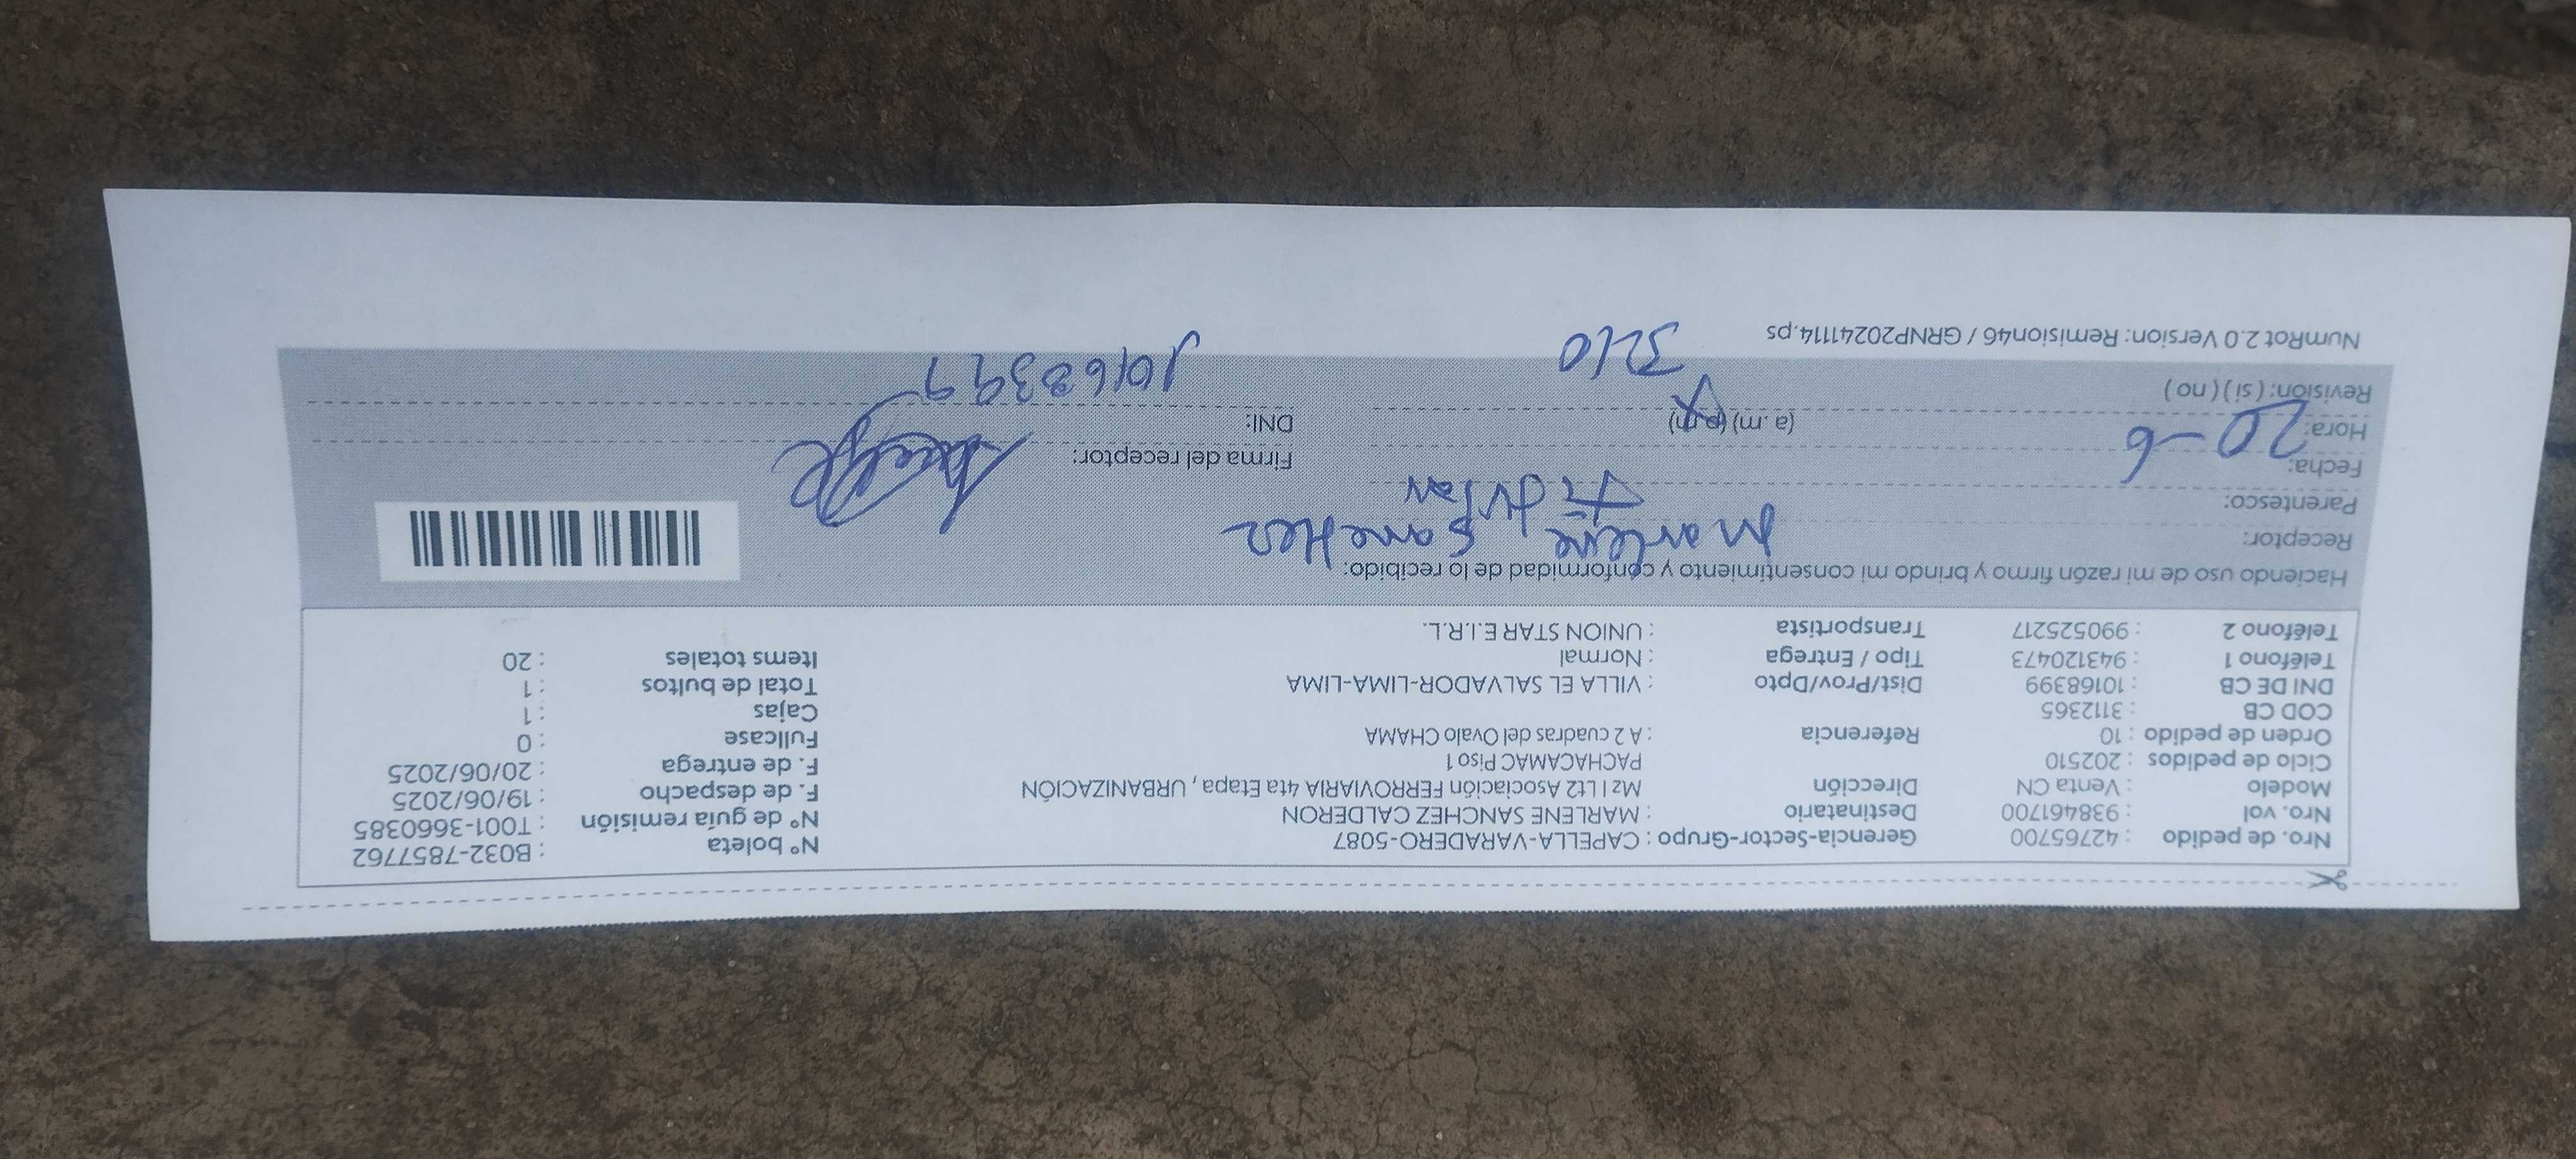 Nro. de pedido : 42765700 Gerencia-Sector-Grupo : CAPELLA-VARADERO-5087 N° boleta : B032-7857762
Nro. vol : 938461700 Destinatario : MARLENE SANCHEZ CALDERON N° de guía remisión : T001-3660385
Modelo : Venta CN Dirección Mz I Lt2 Asociación FERROVIARIA 4ta Etapa , URBANIZACIÓN F. de despacho : 19/06/2025
Ciclo de pedidos : 202510 PACHACAMAC Piso 1 F. de entrega : 20/06/2025
Orden de pedido : 10 Referencia : A 2 cuadras del Ovalo CHAMA Fullcase : 0
COD CB : 3112365 Cajas : 1
DNI DE CB : 10168399 Dist/Prov/Dpto : VILLA EL SALVADOR-LIMA-LIMA Total de bultos : 1
Teléfono 1 : 943120473 Tipo / Entrega : Normal Items totales : 20
Teléfono 2 : 990525217 Transportista : UNION STAR E.I.R.L.
Haciendo uso de mi razón firmo y brindo mi consentimiento y conformidad de lo recibido:
Receptor: Marlene Sanchez
Parentesco: Titular
Fecha: 20-6 Firma del receptor:
Hora: (a.m) (p.m) DNI: 10168399
Revisión: ( si ) ( no ) 3210
NumRot 2.0 Version: Remision46 / GRNP20241114.ps